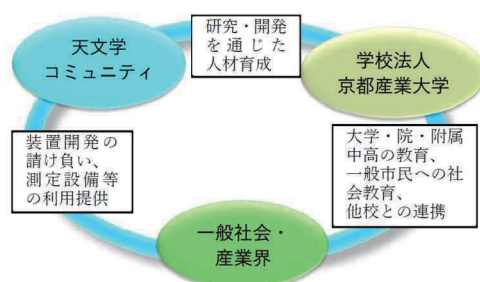 研究・開発
を通じた
人材育成
天文学
コミュニティ
学校法人
京都産業大学
装置開発の
請け負い、
測定設備等
の利用提供
大学・院・附属
中高の教育、
一般市民への社
会教育、
他校との連携
一般社会・
産業界